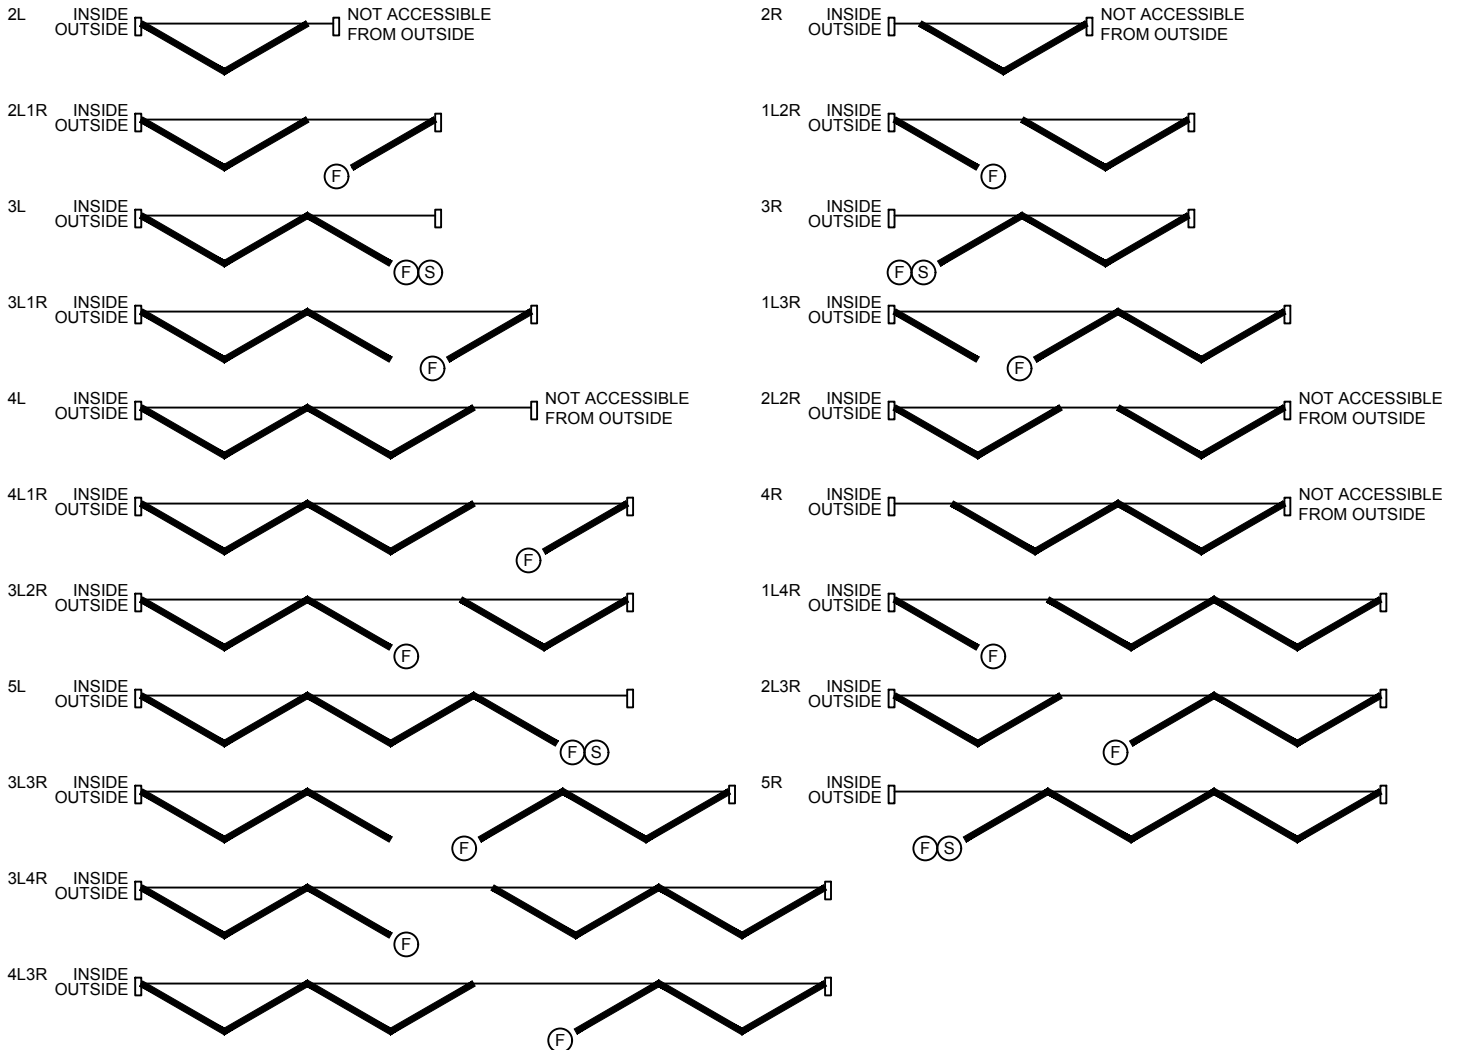 2L INSIDE
OUTSIDE
NOT ACCESSIBLE
FROM OUTSIDE
2R INSIDE
OUTSIDE
NOT ACCESSIBLE
FROM OUTSIDE
2L1R INSIDE
OUTSIDE
F
1L2R INSIDE
OUTSIDE
F
3L INSIDE
OUTSIDE
F S
3R INSIDE
OUTSIDE
F S
3L1R INSIDE
OUTSIDE
F
1L3R INSIDE
OUTSIDE
F
4L INSIDE
OUTSIDE
NOT ACCESSIBLE
FROM OUTSIDE
2L2R INSIDE
OUTSIDE
NOT ACCESSIBLE
FROM OUTSIDE
4L1R INSIDE
OUTSIDE
F
4R INSIDE
OUTSIDE
NOT ACCESSIBLE
FROM OUTSIDE
3L2R INSIDE
OUTSIDE
F
1L4R INSIDE
OUTSIDE
F
5L INSIDE
OUTSIDE
F S
2L3R INSIDE
OUTSIDE
F
3L3R INSIDE
OUTSIDE
F
5R INSIDE
OUTSIDE
F S
3L4R INSIDE
OUTSIDE
F
4L3R INSIDE
OUTSIDE
F